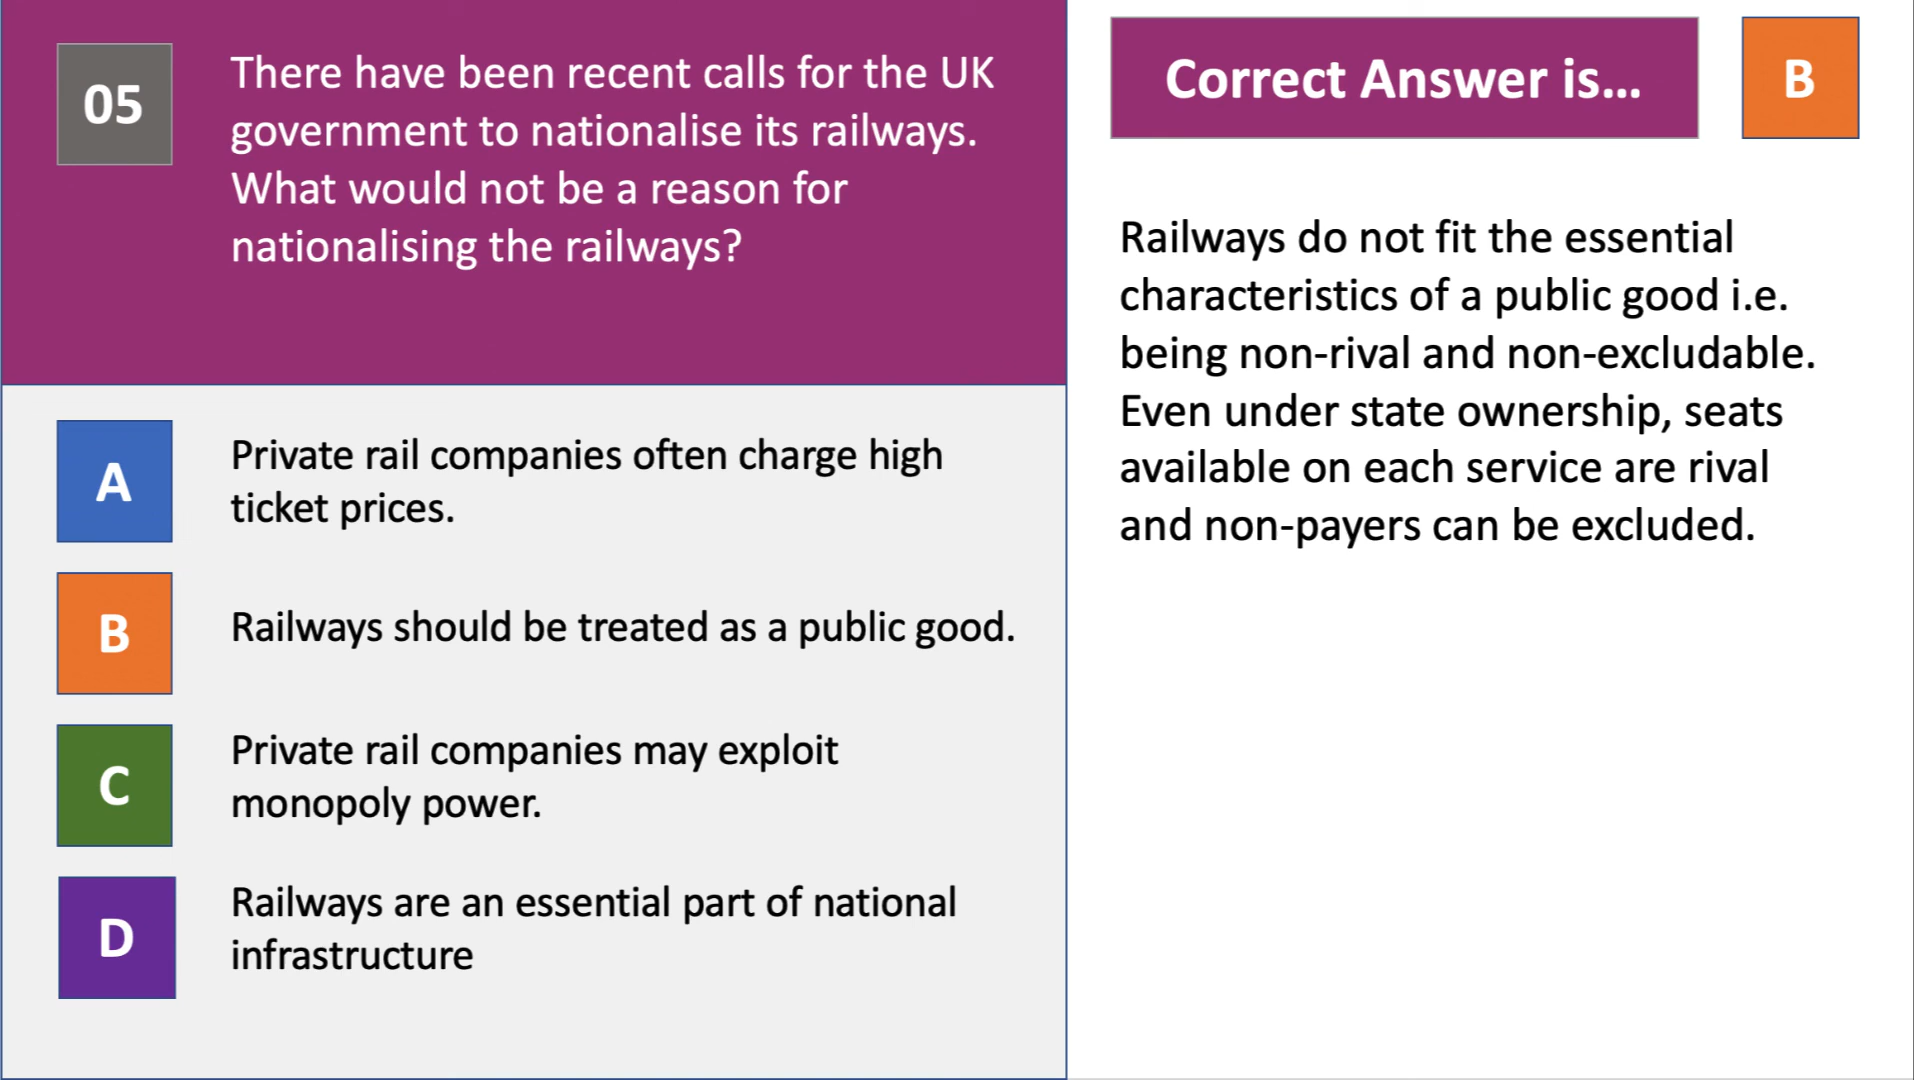 05
There have been recent calls for the UK
government to nationalise its railways.
What would not be a reason for
nationalising the railways?
A
Private rail companies often charge high
ticket prices.
B
Railways should be treated as a public good.
C
Private rail companies may exploit
monopoly power.
D
Railways are an essential part of national
infrastructure
Correct Answer is...
B
Railways do not fit the essential
characteristics of a public good i.e.
being non-rival and non-excludable.
Even under state ownership, seats
available on each service are rival
and non-payers can be excluded.